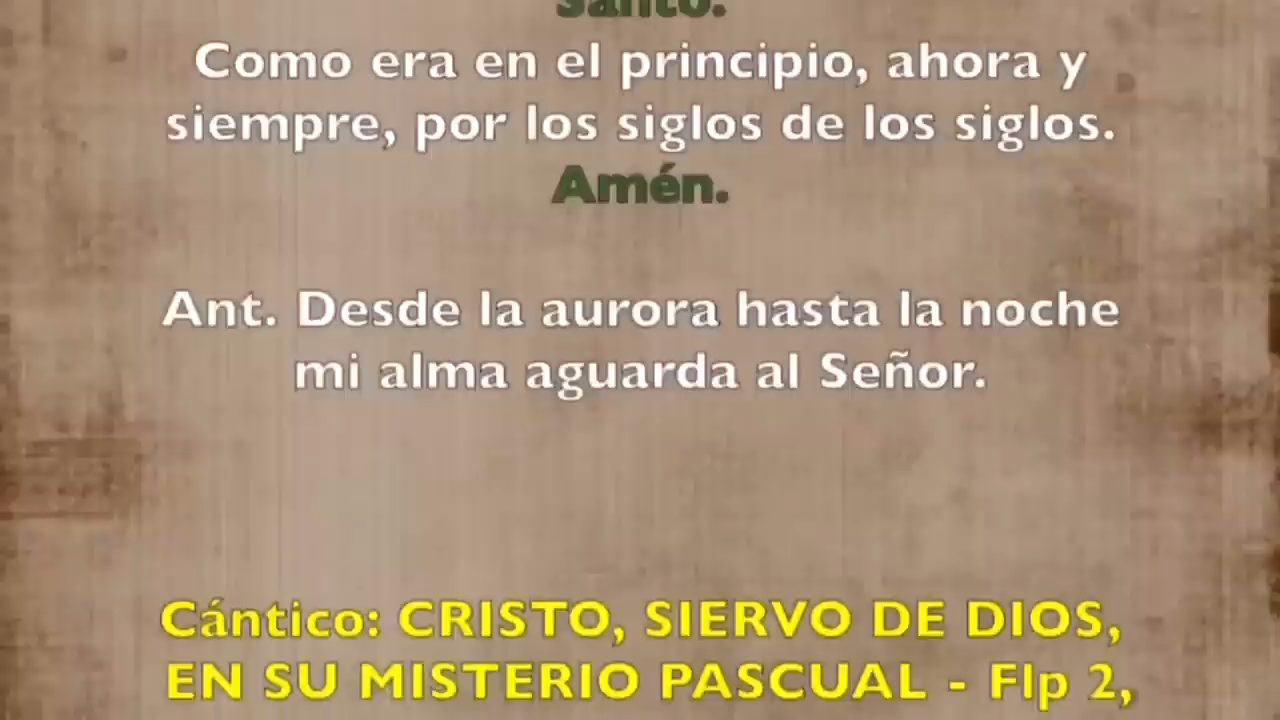 Santo.
Como era en el principio, ahora y
siempre, por los siglos de los siglos.
Amén.
Ant. Desde la aurora hasta la noche
mi alma aguarda al Señor.
Cántico: CRISTO, SIERVO DE DIOS,
EN SU MISTERIO PASCUAL - Flp 2,